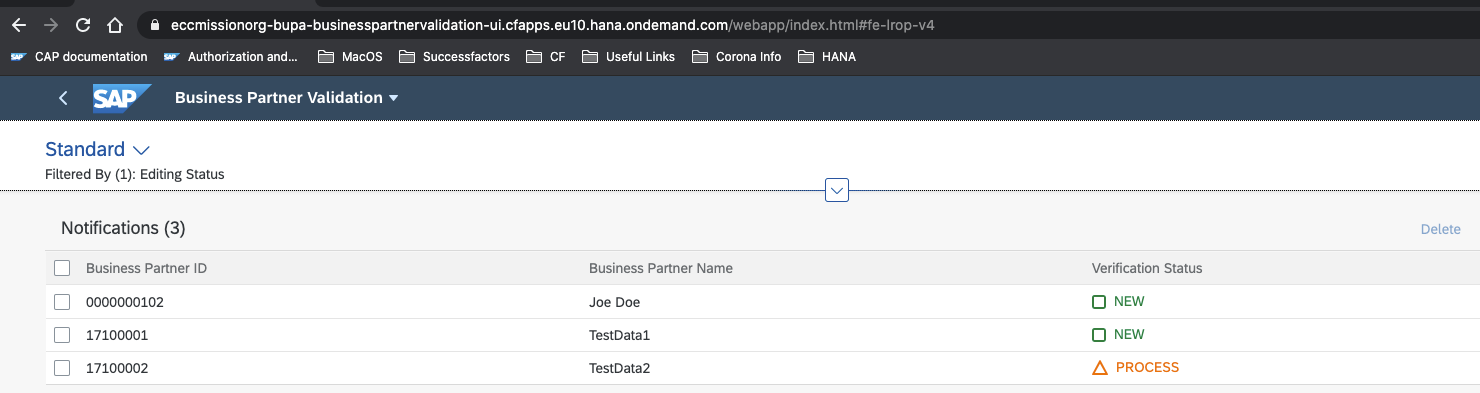 eccmissionorg-bupa-businesspartnervalidation-ui.cfapps.eu10.hana.ondemand.com/webapp/index.html#fe-lrop-v4
SAP CAP documentation SAP Authorization and... MacOS Successfactors CF Useful Links Corona Info HANA
SAP Business Partner Validation
Standard
Filtered By (1): Editing Status
Notifications (3) Delete
Business Partner ID Business Partner Name Verification Status
0000000102 Joe Doe NEW
17100001 TestData1 NEW
17100002 TestData2 PROCESS